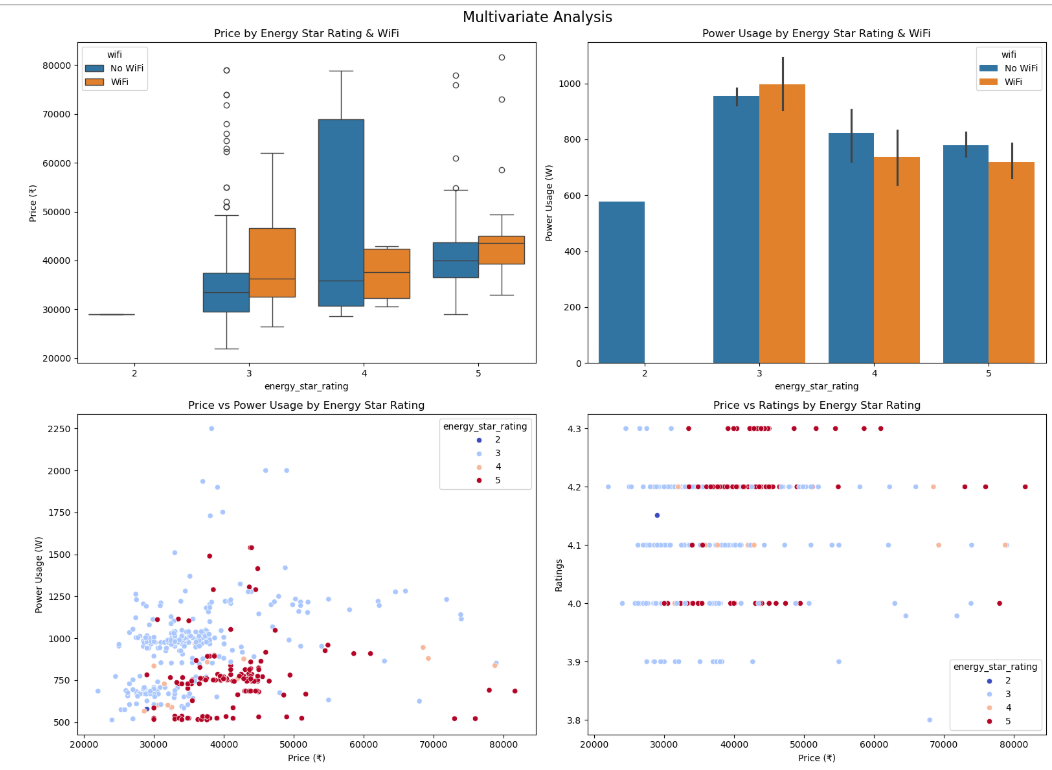 Multivariate Analysis
Price by Energy Star Rating & WiFi
wifi
No WiFi
WiFi
80000
70000
60000
50000
40000
30000
20000
Price (₹)
2
3
4
5
energy_star_rating
Power Usage by Energy Star Rating & WiFi
wifi
No WiFi
WiFi
1000
800
600
400
200
0
Power Usage (W)
2
3
4
5
energy_star_rating
Price vs Power Usage by Energy Star Rating
energy_star_rating
2
3
4
5
2250
2000
1750
1500
1250
1000
750
500
Power Usage (W)
20000
30000
40000
50000
60000
70000
80000
Price (₹)
Price vs Ratings by Energy Star Rating
4.3
4.2
4.1
4.0
3.9
3.8
Ratings
energy_star_rating
2
3
4
5
20000
30000
40000
50000
60000
70000
80000
Price (₹)